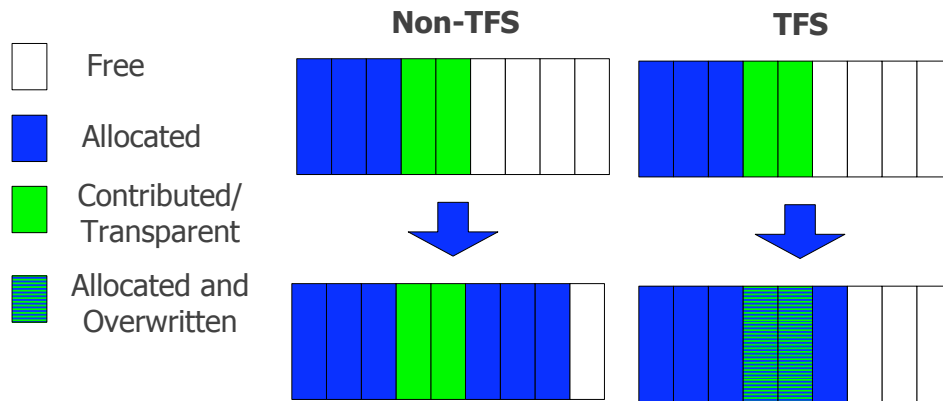 Non-TFS
TFS
Free
Allocated
Contributed/
Transparent
Allocated and
Overwritten